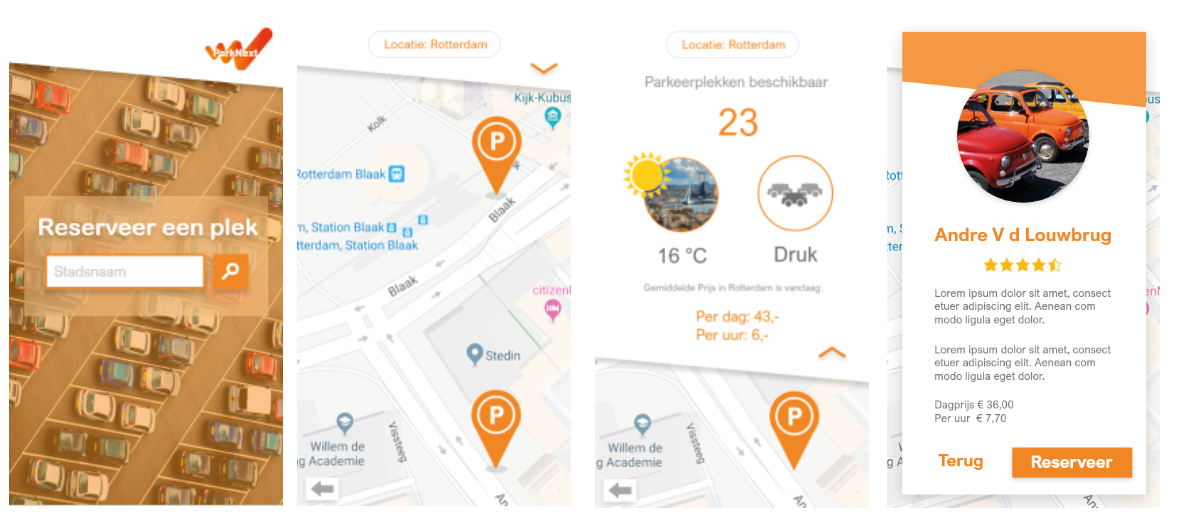 ParkNext
Reserveer een plek
Stadsnaam
Locatie: Rotterdam
Kijk-Kubus
Kolk
Rotterdam Blaak
Blaak
m, Station Blaak
tterdam, Station Blaak
Blaak
citizen
Stedin
Willem de
g Academie
Vissteeg
P
P
Locatie: Rotterdam
Parkeerplekken beschikbaar
23
16 °C
Druk
Gemiddelde Prijs in Rotterdam is vandaag:
Per dag: 43,-
Per uur: 6,-
P
Willem de
g Academie
Vissteeg
Andre V d Louwbrug
Lorem ipsum dolor sit amet, consect
etuer adipiscing elit. Aenean com
modo ligula eget dolor.
Lorem ipsum dolor sit amet, consect
etuer adipiscing elit. Aenean com
modo ligula eget dolor.
Dagprijs € 36,00
Per uur € 7,70
Terug
Reserveer